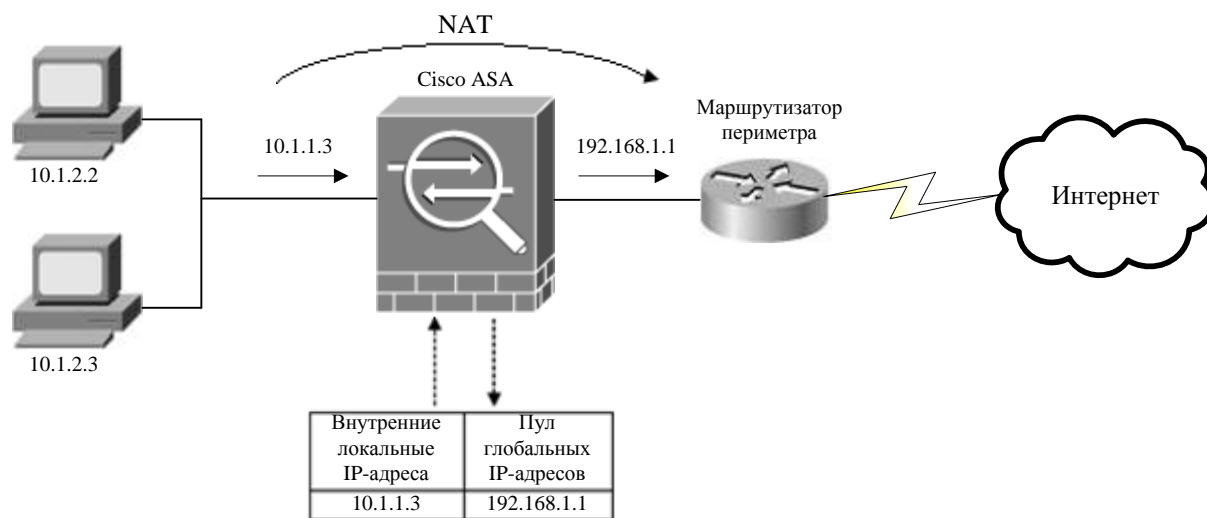 NAT
Cisco ASA
Маршрутизатор
периметра
10.1.1.3
192.168.1.1
10.1.2.2
Интернет
10.1.2.3
Внутренние
локальные
IP-адреса
Пул
глобальных
IP-адресов
10.1.1.3
192.168.1.1